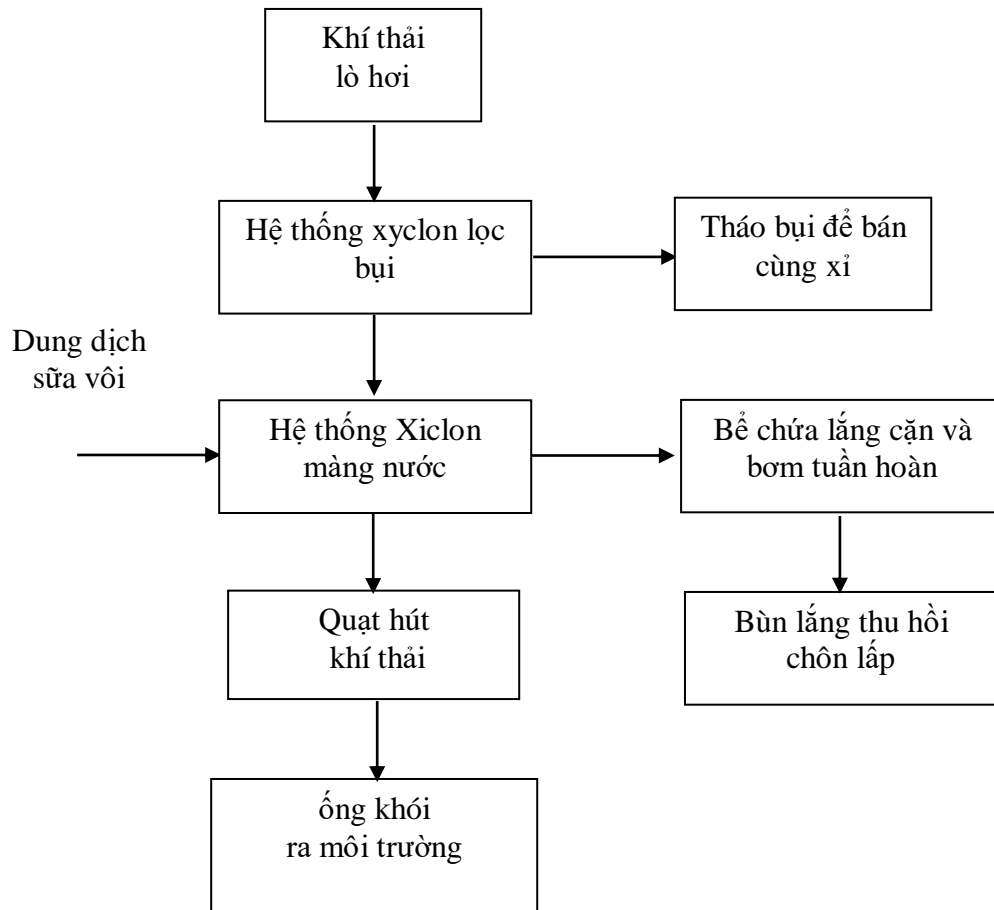 Khí thải
lò hơi
Hệ thống xyclon lọc
bụi
Tháo bụi để bán
cùng xỉ
Dung dịch
sữa vôi
Hệ thống Xiclon
màng nước
Bể chứa lắng cặn và
bơm tuần hoàn
Quạt hút
khí thải
Bùn lắng thu hồi
chôn lấp
ống khói
ra môi trường